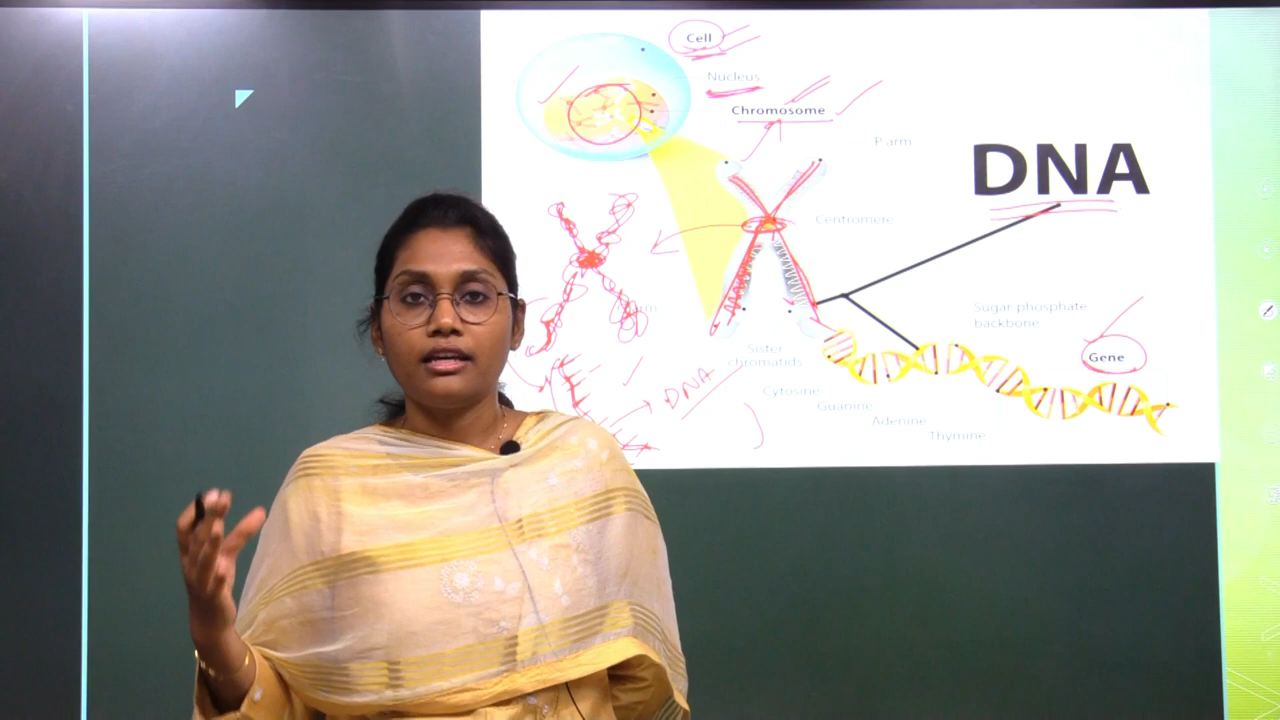 Cell
Nucleus
Chromosome
P arm
DNA
Centromere
Sugar phosphate
backbone
Gene
Sister
chromatids
DNA
Cytosine
Guanine
Adenine
Thymine